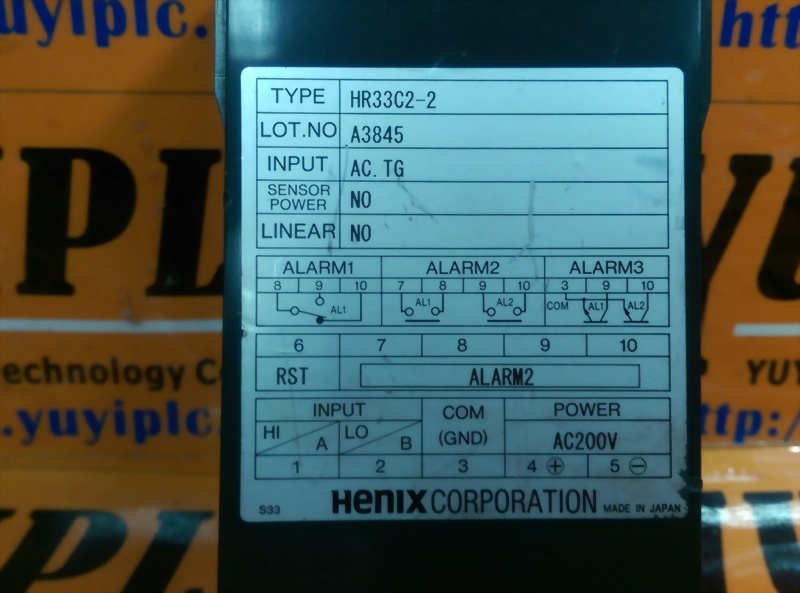 yuyiplc.
http
YPL
YU
TYPE HR33C2-2
LOT.NO A3845
INPUT AC.TG
SENSOR POWER NO
LINEAR NO
ALARM1 ALARM2 ALARM3
8 9 10 7 8 9 10 3 9 10
AL1 AL1 AL2 COM AL1 AL2
6 7 8 9 10
RST ALARM2
INPUT COM (GND) POWER
HI A LO B AC200V
1 2 3 4 ⊕ 5 ⊖
S33 Henix CORPORATION MADE IN JAPAN
echnology Co
P YUY
.yuyiplc.
ttp: